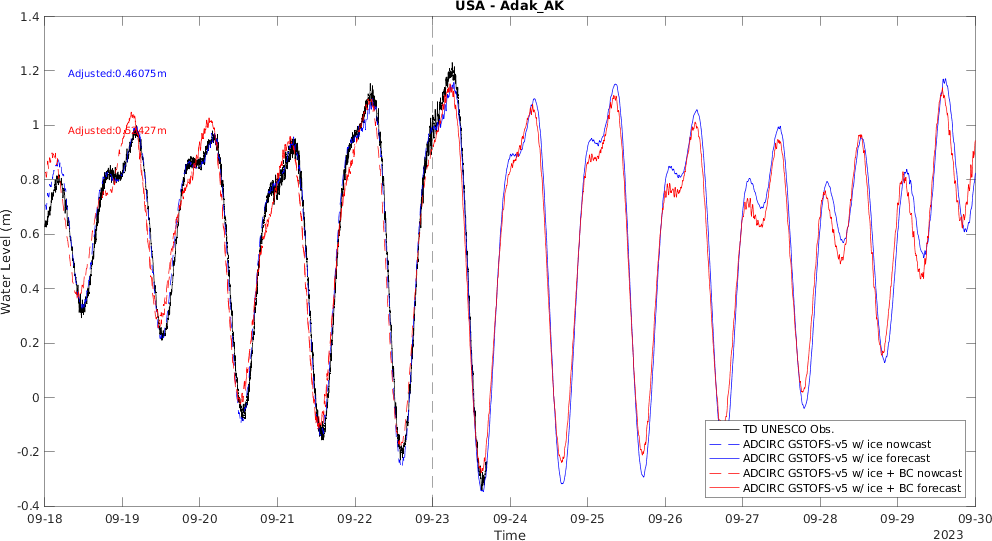 USA - Adak_AK
Water Level (m)
1.4
1.2
1
0.8
0.6
0.4
0.2
0
-0.2
-0.4
Adjusted:0.46075m
TD UNESCO Obs.
ADCIRC GSTOFS-v5 w/ ice nowcast
ADCIRC GSTOFS-v5 w/ ice forecast
ADCIRC GSTOFS-v5 w/ ice + BC nowcast
ADCIRC GSTOFS-v5 w/ ice + BC forecast
09-18 09-19 09-20 09-21 09-22 09-23 09-24 09-25 09-26 09-27 09-28 09-29 09-30
Time
2023